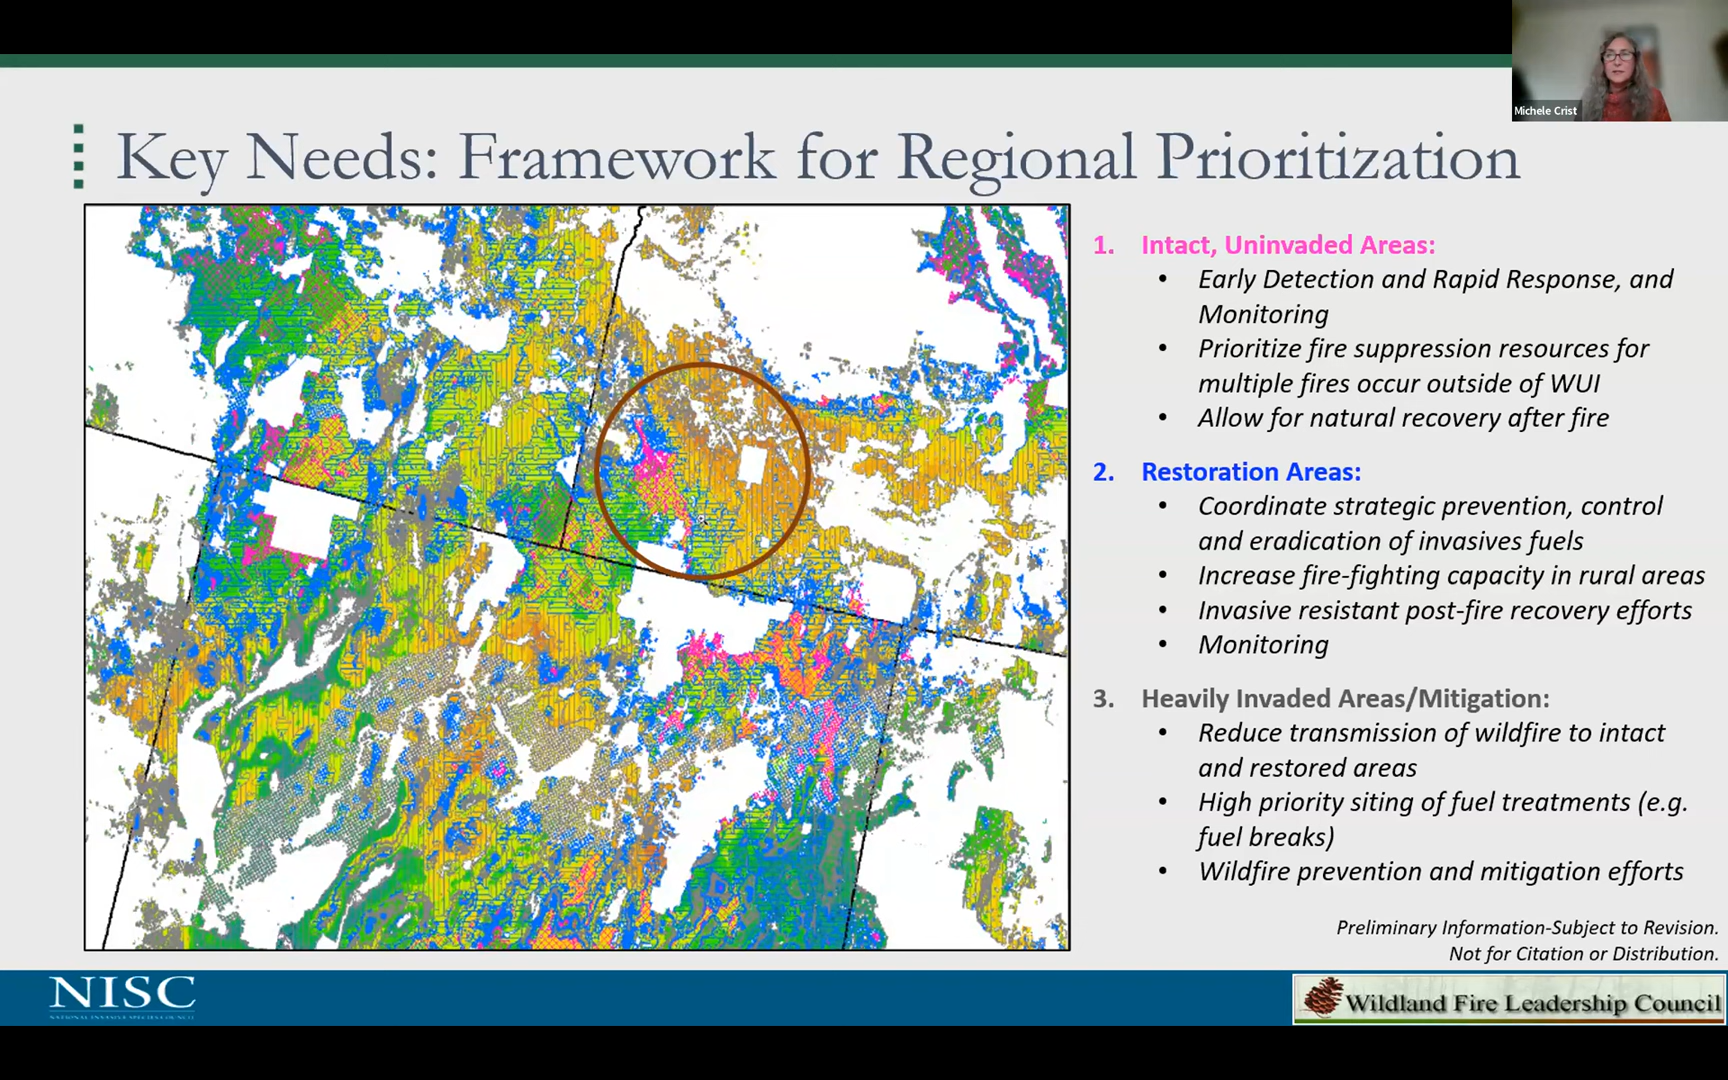 Michele Crist
Key Needs: Framework for Regional Prioritization
1. Intact, Uninvaded Areas:
• Early Detection and Rapid Response, and
Monitoring
• Prioritize fire suppression resources for
multiple fires occur outside of WUI
• Allow for natural recovery after fire
2. Restoration Areas:
• Coordinate strategic prevention, control
and eradication of invasives fuels
• Increase fire-fighting capacity in rural areas
• Invasive resistant post-fire recovery efforts
• Monitoring
3. Heavily Invaded Areas/Mitigation:
• Reduce transmission of wildfire to intact
and restored areas
• High priority siting of fuel treatments (e.g.
fuel breaks)
• Wildfire prevention and mitigation efforts
Preliminary Information-Subject to Revision.
Not for Citation or Distribution.
NISC
NATIONAL INVASIVE SPECIES COUNCIL
Wildland Fire Leadership Council